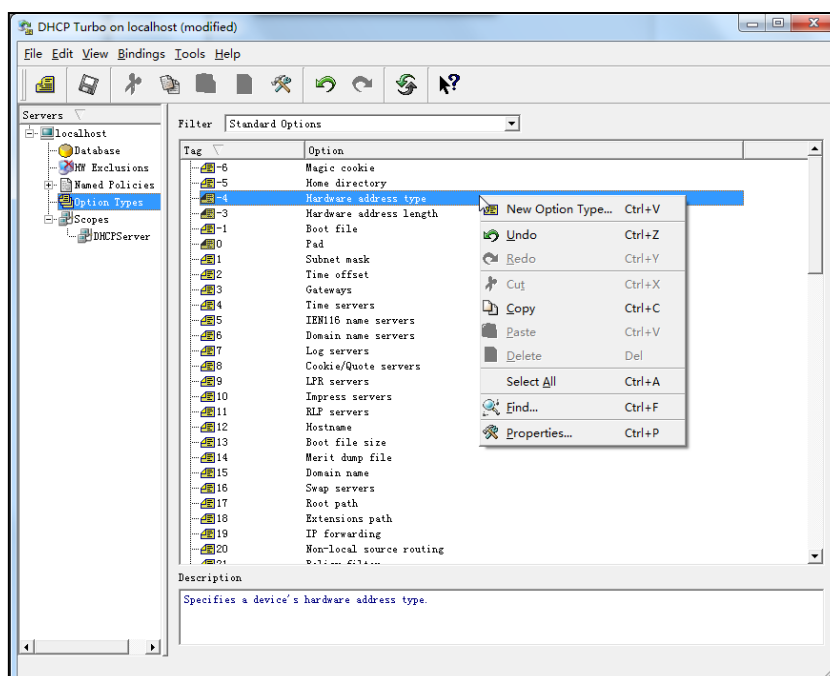 DHCP Turbo on localhost (modified)
File Edit View Bindings Tools Help
Servers
localhost
Database
HW Exclusions
Named Policies
Option Types
Scopes
DHCPServer
Filter Standard Options
Tag Option
-6 Magic cookie
-5 Home directory
-4 Hardware address type
-3 Hardware address length
-1 Boot file
0 Pad
1 Subnet mask
2 Time offset
3 Gateways
4 Time servers
5 IEN116 name servers
6 Domain name servers
7 Log servers
8 Cookie/Quote servers
9 LPR servers
10 Impress servers
11 RLP servers
12 Hostname
13 Boot file size
14 Merit dump file
15 Domain name
16 Swap servers
17 Root path
18 Extensions path
19 IP forwarding
20 Non-local source routing
21 Policy filter
New Option Type... Ctrl+V
Undo Ctrl+Z
Redo Ctrl+Y
Cut Ctrl+X
Copy Ctrl+C
Paste Ctrl+V
Delete Del
Select All Ctrl+A
Find... Ctrl+F
Properties... Ctrl+P
Description
Specifies a device's hardware address type.